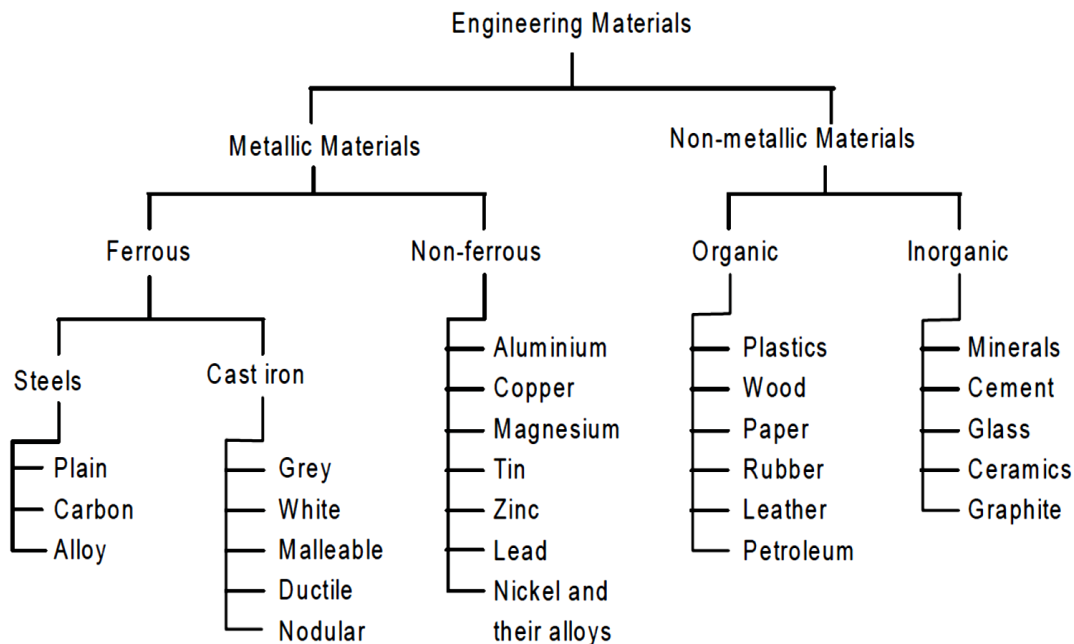 Engineering Materials
Metallic Materials
Non-metallic Materials
Ferrous
Non-ferrous
Organic
Inorganic
Steels
Cast iron
Plain
Carbon
Alloy
Grey
White
Malleable
Ductile
Nodular
Aluminium
Copper
Magnesium
Tin
Zinc
Lead
Nickel and
their alloys
Plastics
Wood
Paper
Rubber
Leather
Petroleum
Minerals
Cement
Glass
Ceramics
Graphite